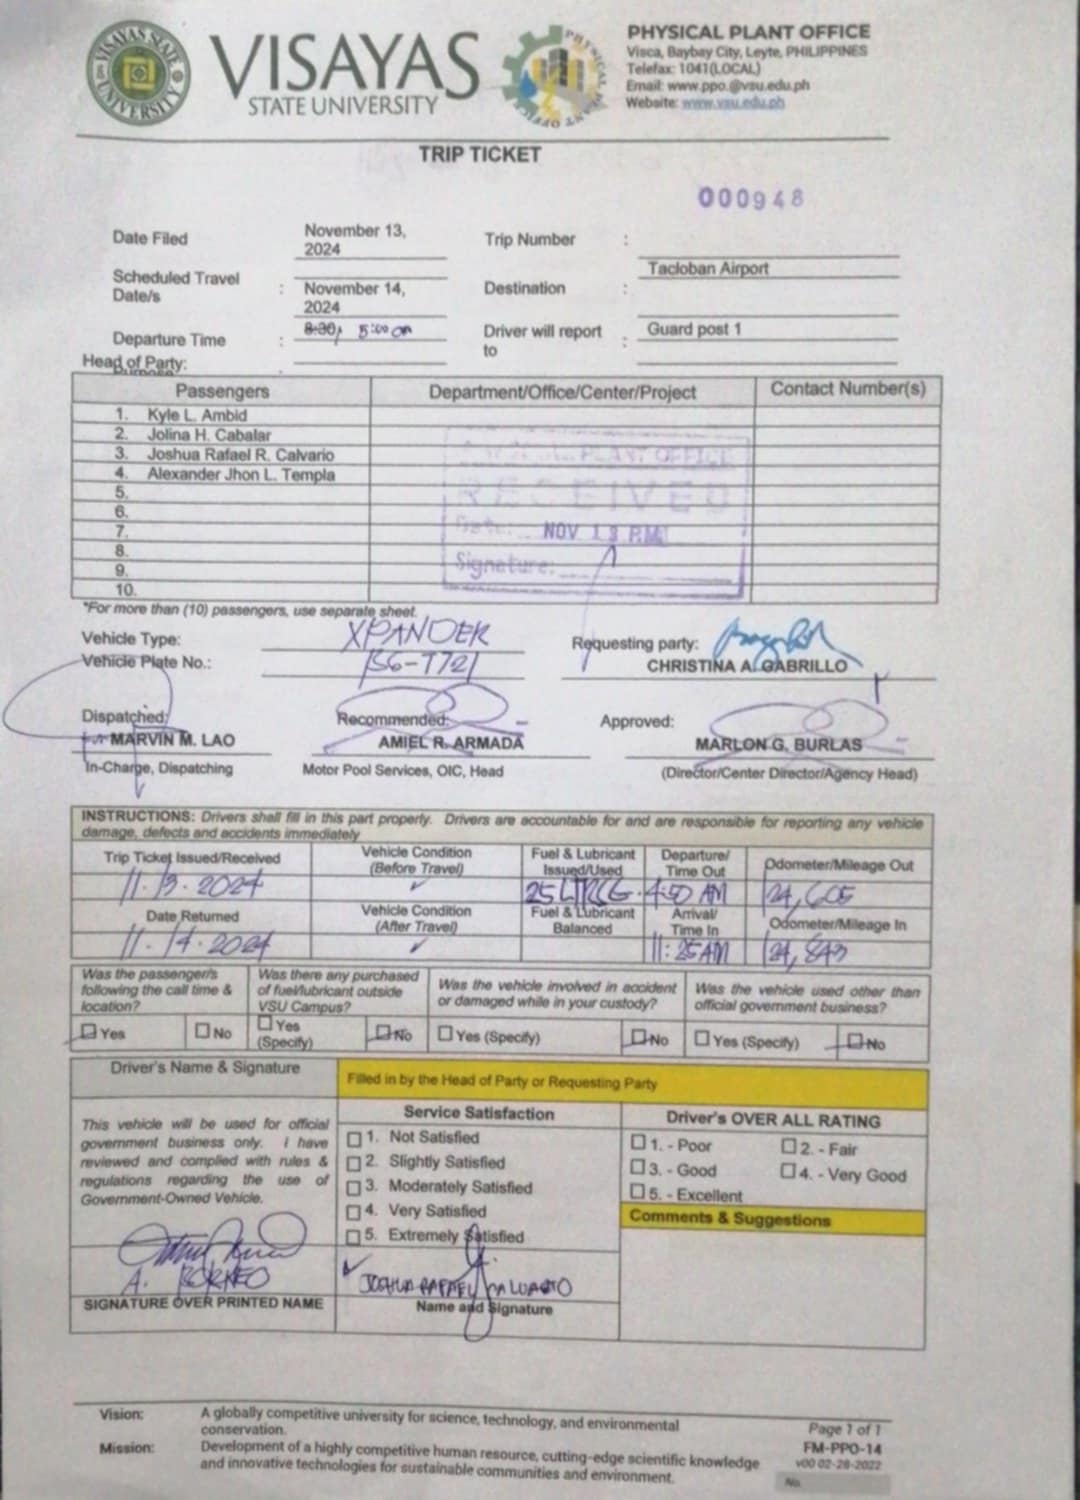 VISAYAS STATE UNIVERSITY
VISAYAS
STATE UNIVERSITY
PHYSICAL PLANT OFFICE
PHYSICAL PLANT OFFICE
Visca, Baybay City, Leyte, PHILIPPINES
Telefax: 1041(LOCAL)
Email: www.ppo.@vsu.edu.ph
Website: www.vsu.edu.ph
TRIP TICKET
000948
Date Filed November 13, 2024 Trip Number :
Scheduled Travel Date/s : November 14, 2024 Destination : Tacloban Airport
Departure Time : 8:30, 5:00 am Driver will report to : Guard post 1
Head of Party:
Passengers Department/Office/Center/Project Contact Number(s)
1. Kyle L. Ambid
2. Jolina H. Cabalar
3. Joshua Rafael R. Calvario
4. Alexander Jhon L. Templa
5.
6.
7.
8.
9.
10.
PLANT OFFICE
RECEIVED
Date: NOV 13 PM
Signature:
*For more than (10) passengers, use separate sheet.
Vehicle Type: XPANDER
Requesting party:
Vehicle Plate No.:
CHRISTINA A. GABRILLO
Dispatched: Recommended: Approved:
MARVIN M. LAO AMIEL R. ARMADA MARLON G. BURLAS
In-Charge, Dispatching Motor Pool Services, OIC, Head (Director/Center Director/Agency Head)
INSTRUCTIONS: Drivers shall fill in this part properly. Drivers are accountable for and are responsible for reporting any vehicle
damage, defects and accidents immediately
Trip Ticket Issued/Received Vehicle Condition (Before Travel) Fuel & Lubricant Issued/Used Departure/ Time Out Odometer/Mileage Out
11.13.2024 25 LTRS. 4:50 AM
Date Returned Vehicle Condition (After Travel) Fuel & Lubricant Balanced Arrival/ Time In Odometer/Mileage In
11.14.2024 11:25 AM
Was the passenger/s following the call time & location?
Was there any purchased of fuel/lubricant outside VSU Campus?
Was the vehicle involved in accident or damaged while in your custody?
Was the vehicle used other than official government business?
Yes No Yes (Specify) No Yes (Specify) No Yes (Specify) No
Driver's Name & Signature Filled in by the Head of Party or Requesting Party
This vehicle will be used for official
government business only. I have
reviewed and complied with rules &
regulations regarding the use of
Government-Owned Vehicle.
A. BORNEO
SIGNATURE OVER PRINTED NAME
Service Satisfaction
1. Not Satisfied
2. Slightly Satisfied
3. Moderately Satisfied
4. Very Satisfied
5. Extremely Satisfied
JOSHUA RAFAEL CALVARIO
Name and Signature
Driver's OVER ALL RATING
1. - Poor 2. - Fair
3. - Good 4. - Very Good
5. - Excellent
Comments & Suggestions
Vision: A globally competitive university for science, technology, and environmental
conservation.
Mission: Development of a highly competitive human resource, cutting-edge scientific knowledge
and innovative technologies for sustainable communities and environment.
Page 1 of 1
FM-PPO-14
v00 02-28-2022
No.